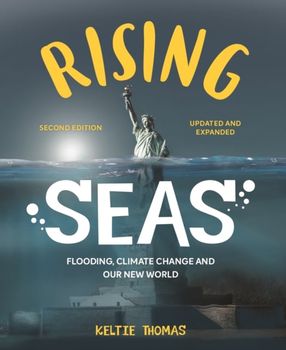 RISING
SECOND EDITION
UPDATED AND
EXPANDED
SEAS
FLOODING, CLIMATE CHANGE AND
OUR NEW WORLD
KELTIE THOMAS